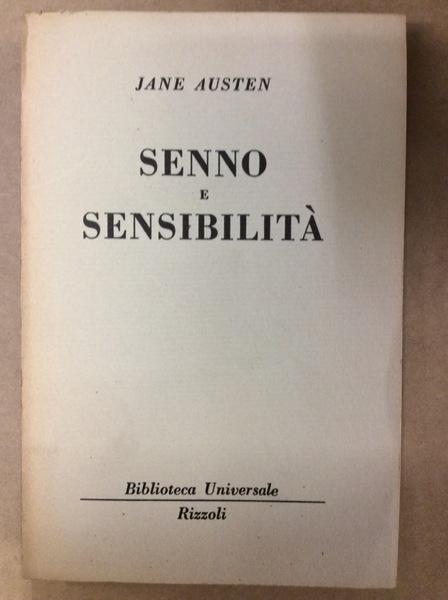 JANE AUSTEN
SENNO
E
SENSIBILITÀ
Biblioteca Universale
Rizzoli